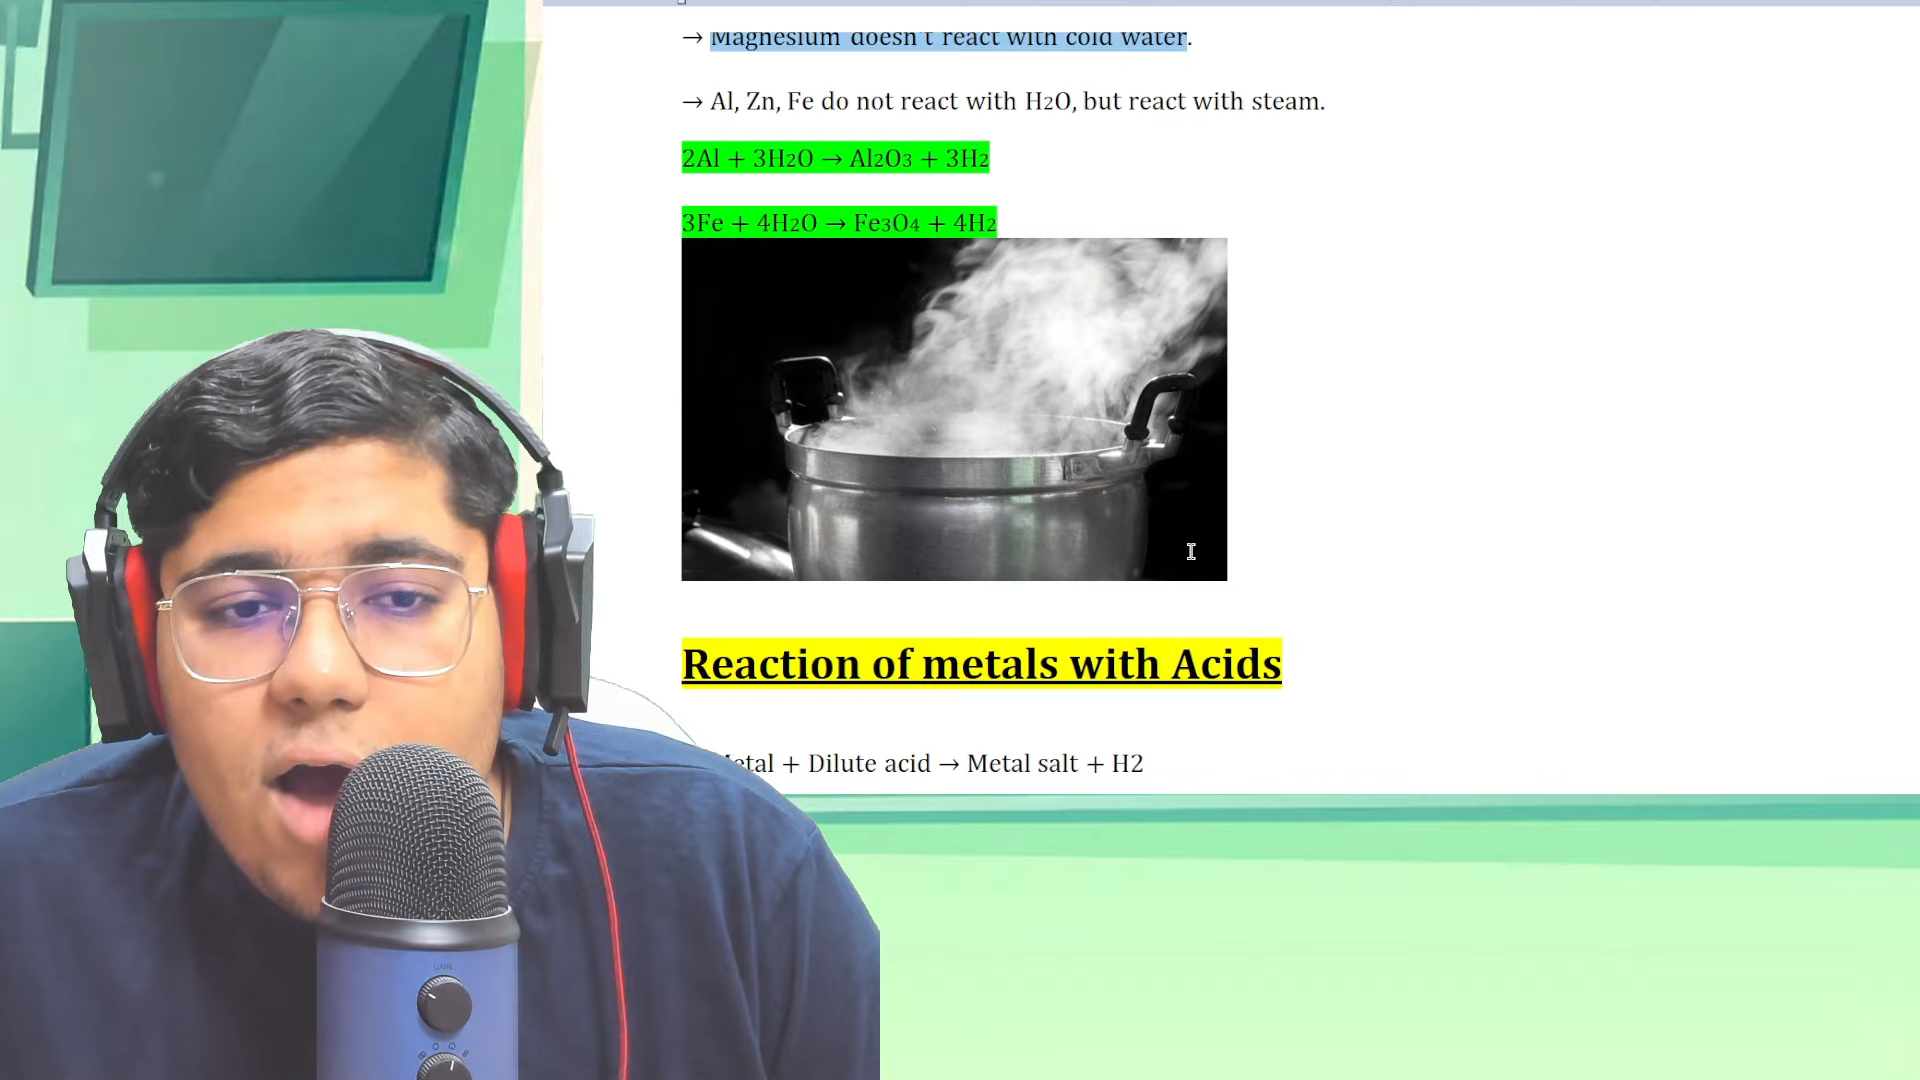 → Magnesium doesn't react with cold water.
→ Al, Zn, Fe do not react with H2O, but react with steam.
2Al + 3H2O → Al2O3 + 3H2
3Fe + 4H2O → Fe3O4 + 4H2
Reaction of metals with Acids
etal + Dilute acid → Metal salt + H2
GAIN